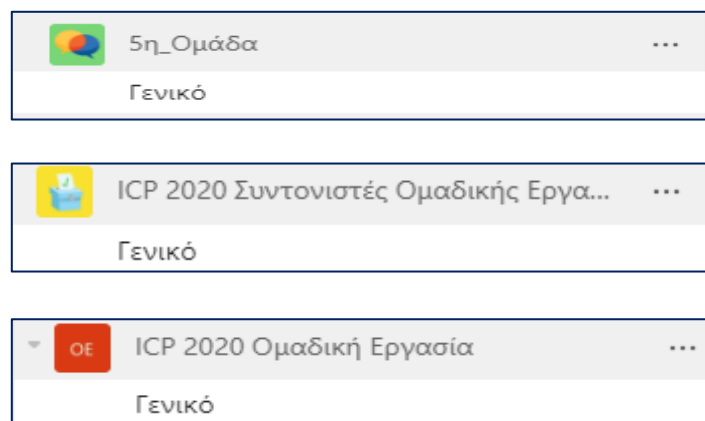 5η_Ομάδα ...
Γενικό
ICP 2020 Συντονιστές Ομαδικής Εργα... ...
Γενικό
ΟΕ ICP 2020 Ομαδική Εργασία ...
Γενικό